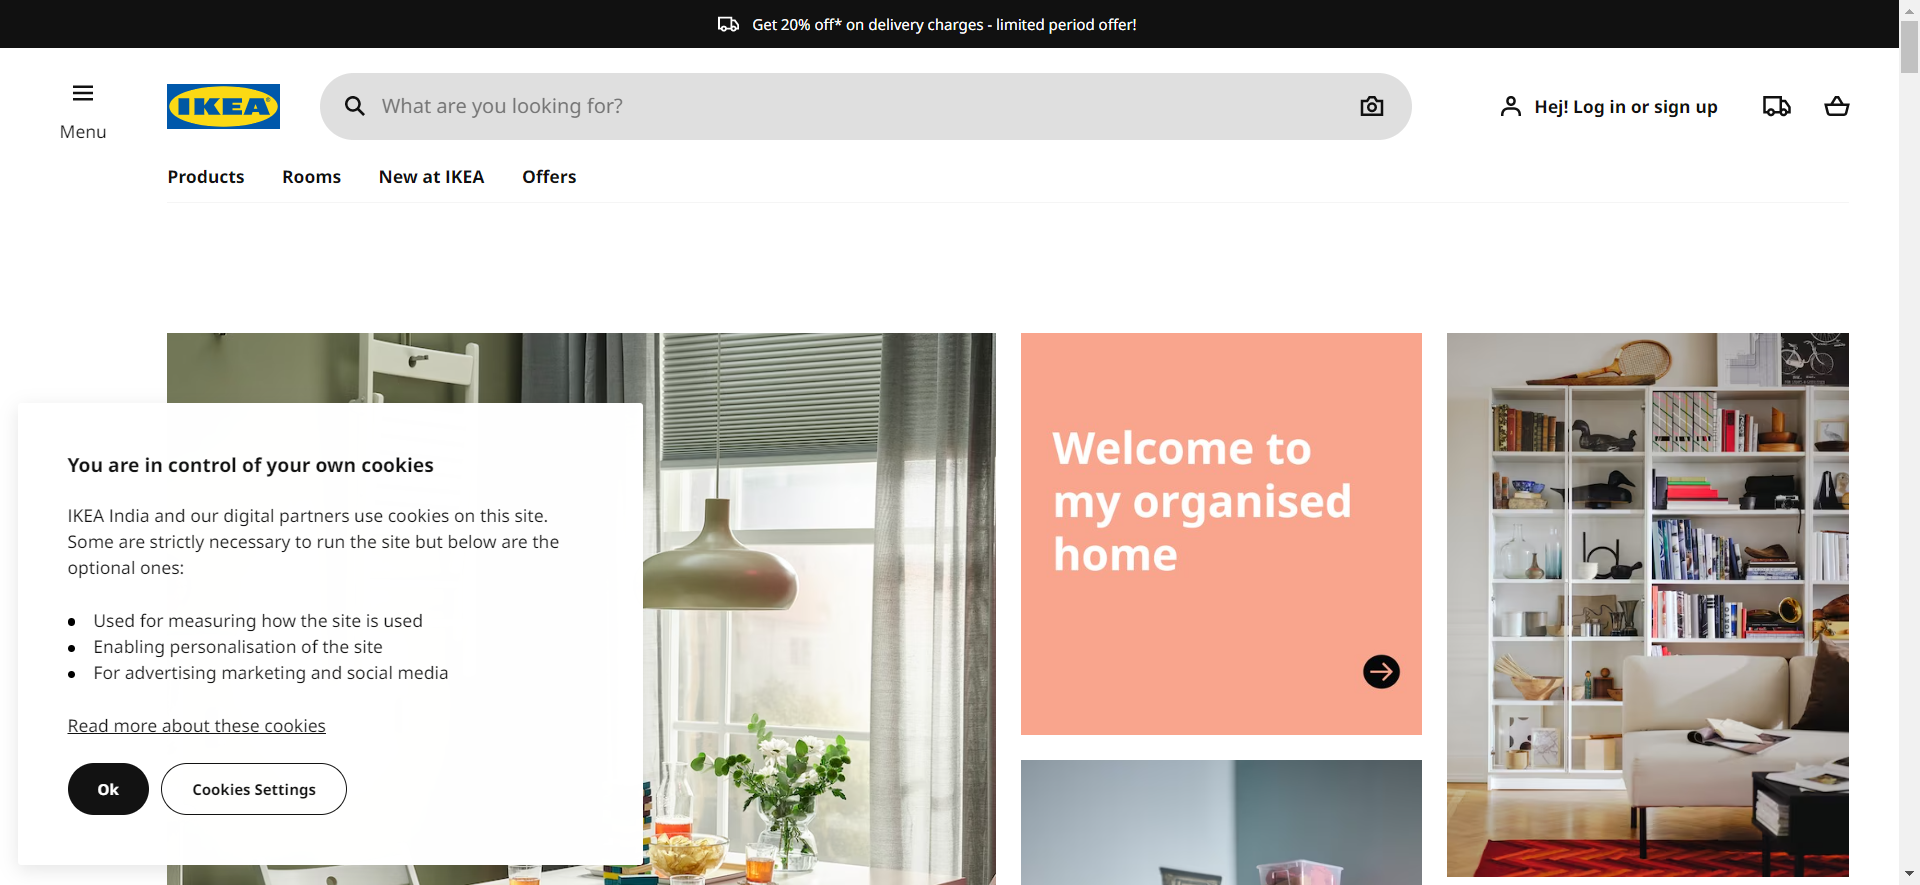 Get 20% off* on delivery charges - limited period offer!
Menu
IKEA
What are you looking for?
Hej! Log in or sign up
Products
Rooms
New at IKEA
Offers
You are in control of your own cookies
IKEA India and our digital partners use cookies on this site.
Some are strictly necessary to run the site but below are the
optional ones:
Used for measuring how the site is used
Enabling personalisation of the site
For advertising marketing and social media
Read more about these cookies
Ok
Cookies Settings
Welcome to
my organised
home